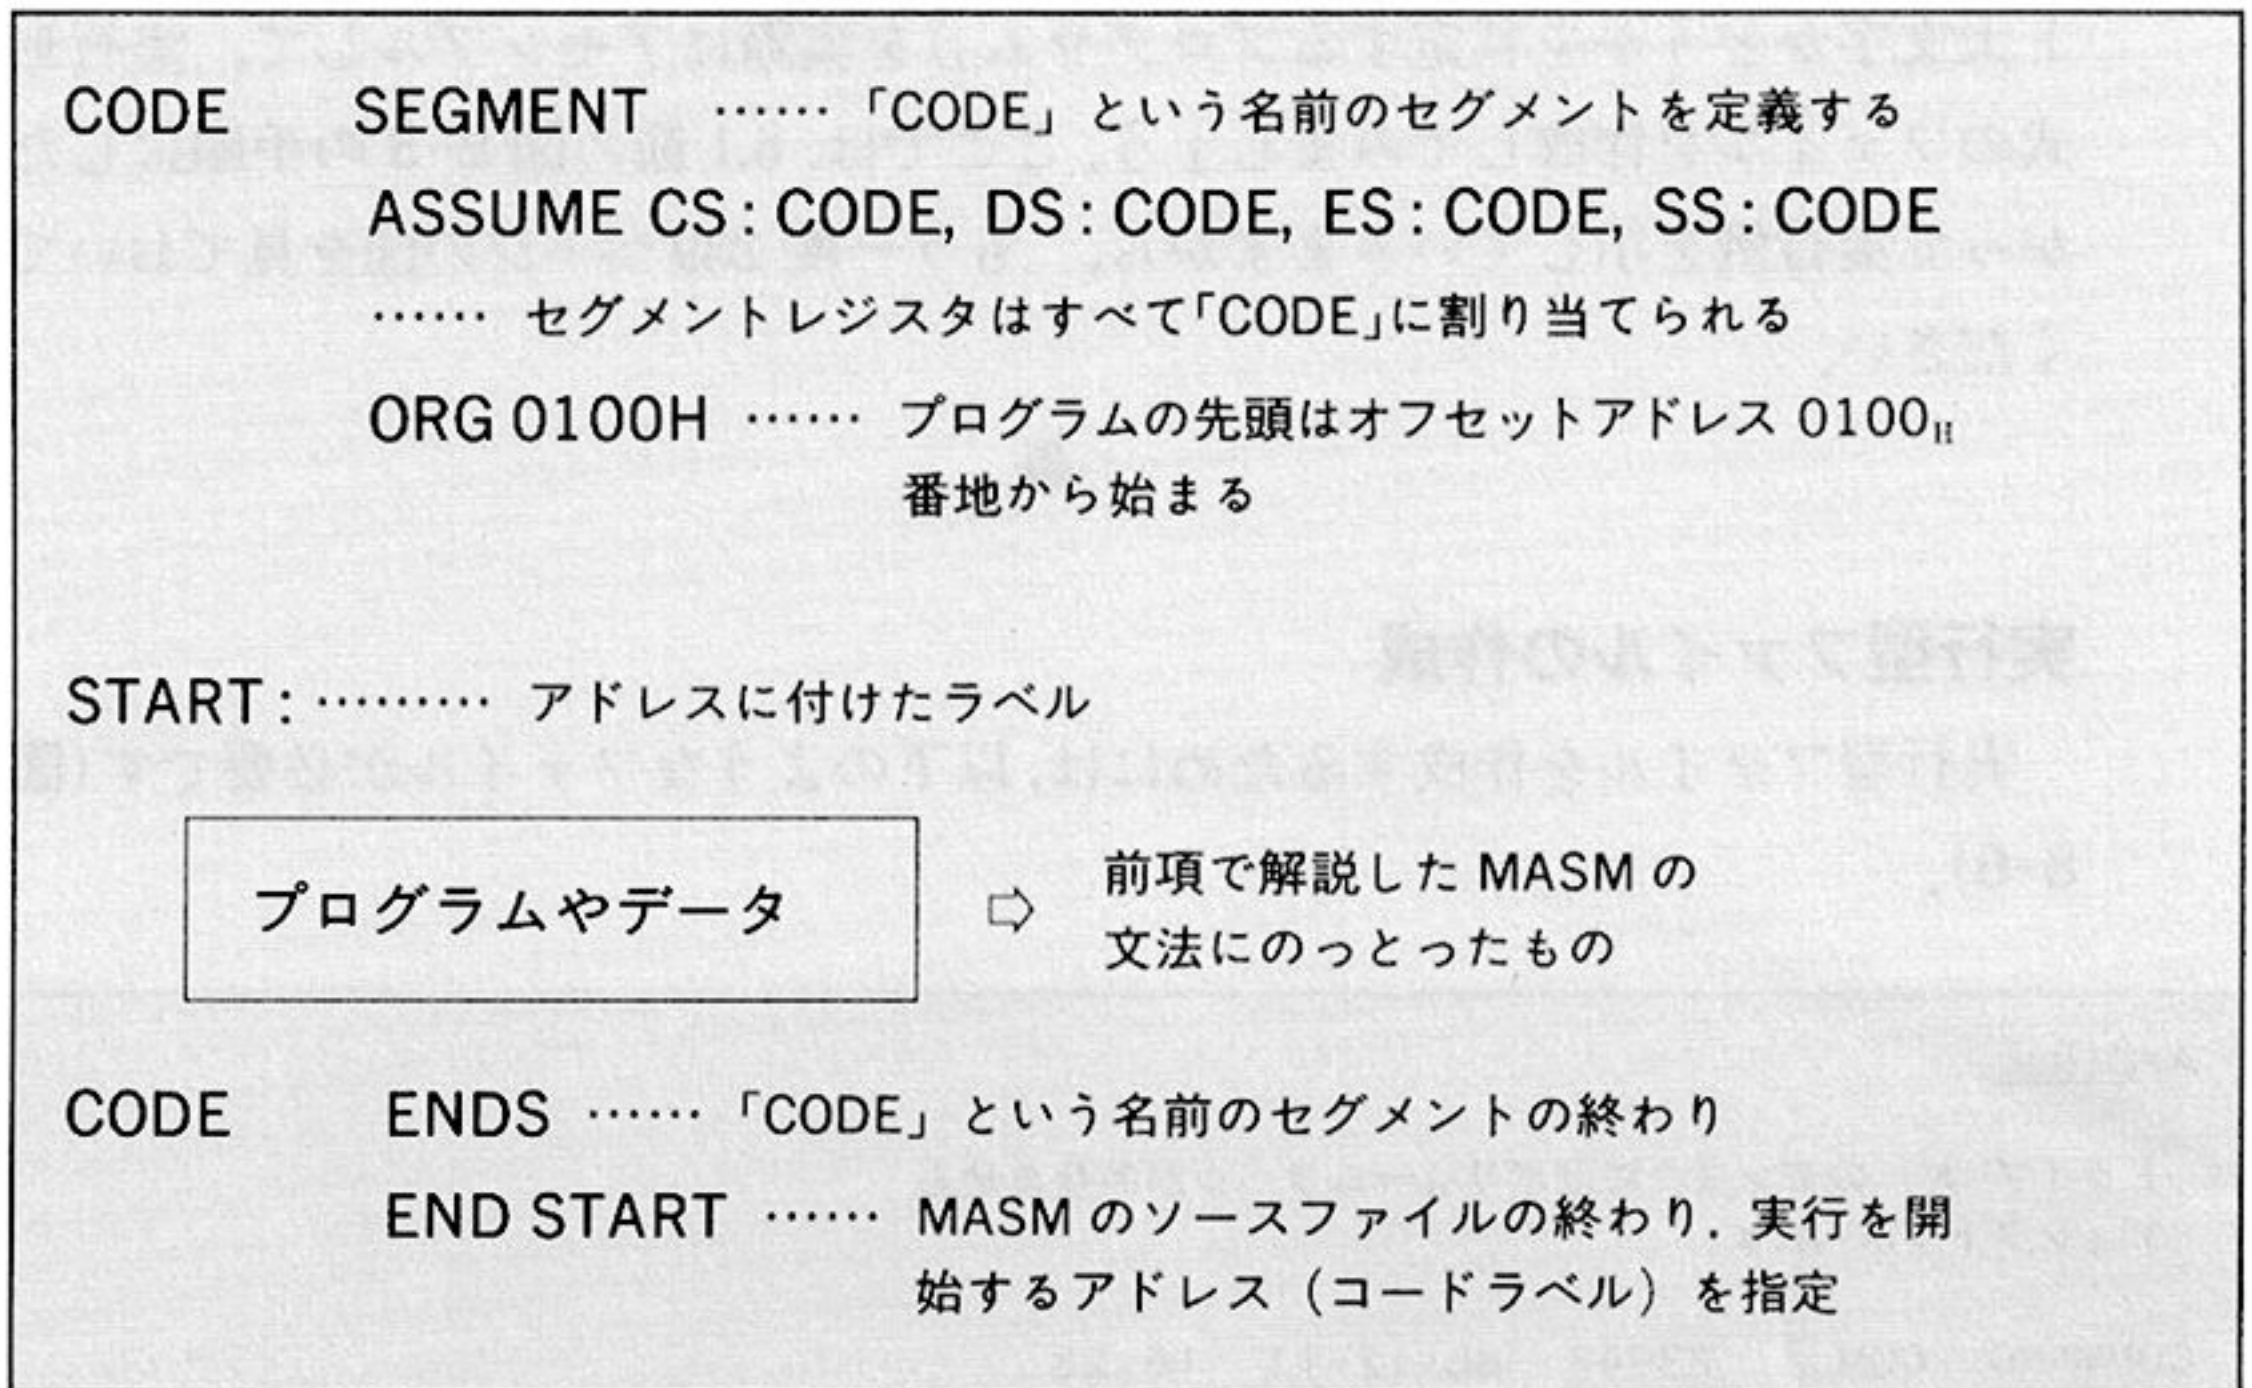 CODE SEGMENT ……「CODE」という名前のセグメントを定義する
ASSUME CS : CODE, DS : CODE, ES : CODE, SS : CODE
…… セグメントレジスタはすべて「CODE」に割り当てられる
ORG 0100H …… プログラムの先頭はオフセットアドレス 0100H
番地から始まる
START : ……… アドレスに付けたラベル
プログラムやデータ ⇨ 前項で解説した MASM の
文法にのっとったもの
CODE ENDS ……「CODE」という名前のセグメントの終わり
END START …… MASM のソースファイルの終わり．実行を開
始するアドレス（コードラベル）を指定